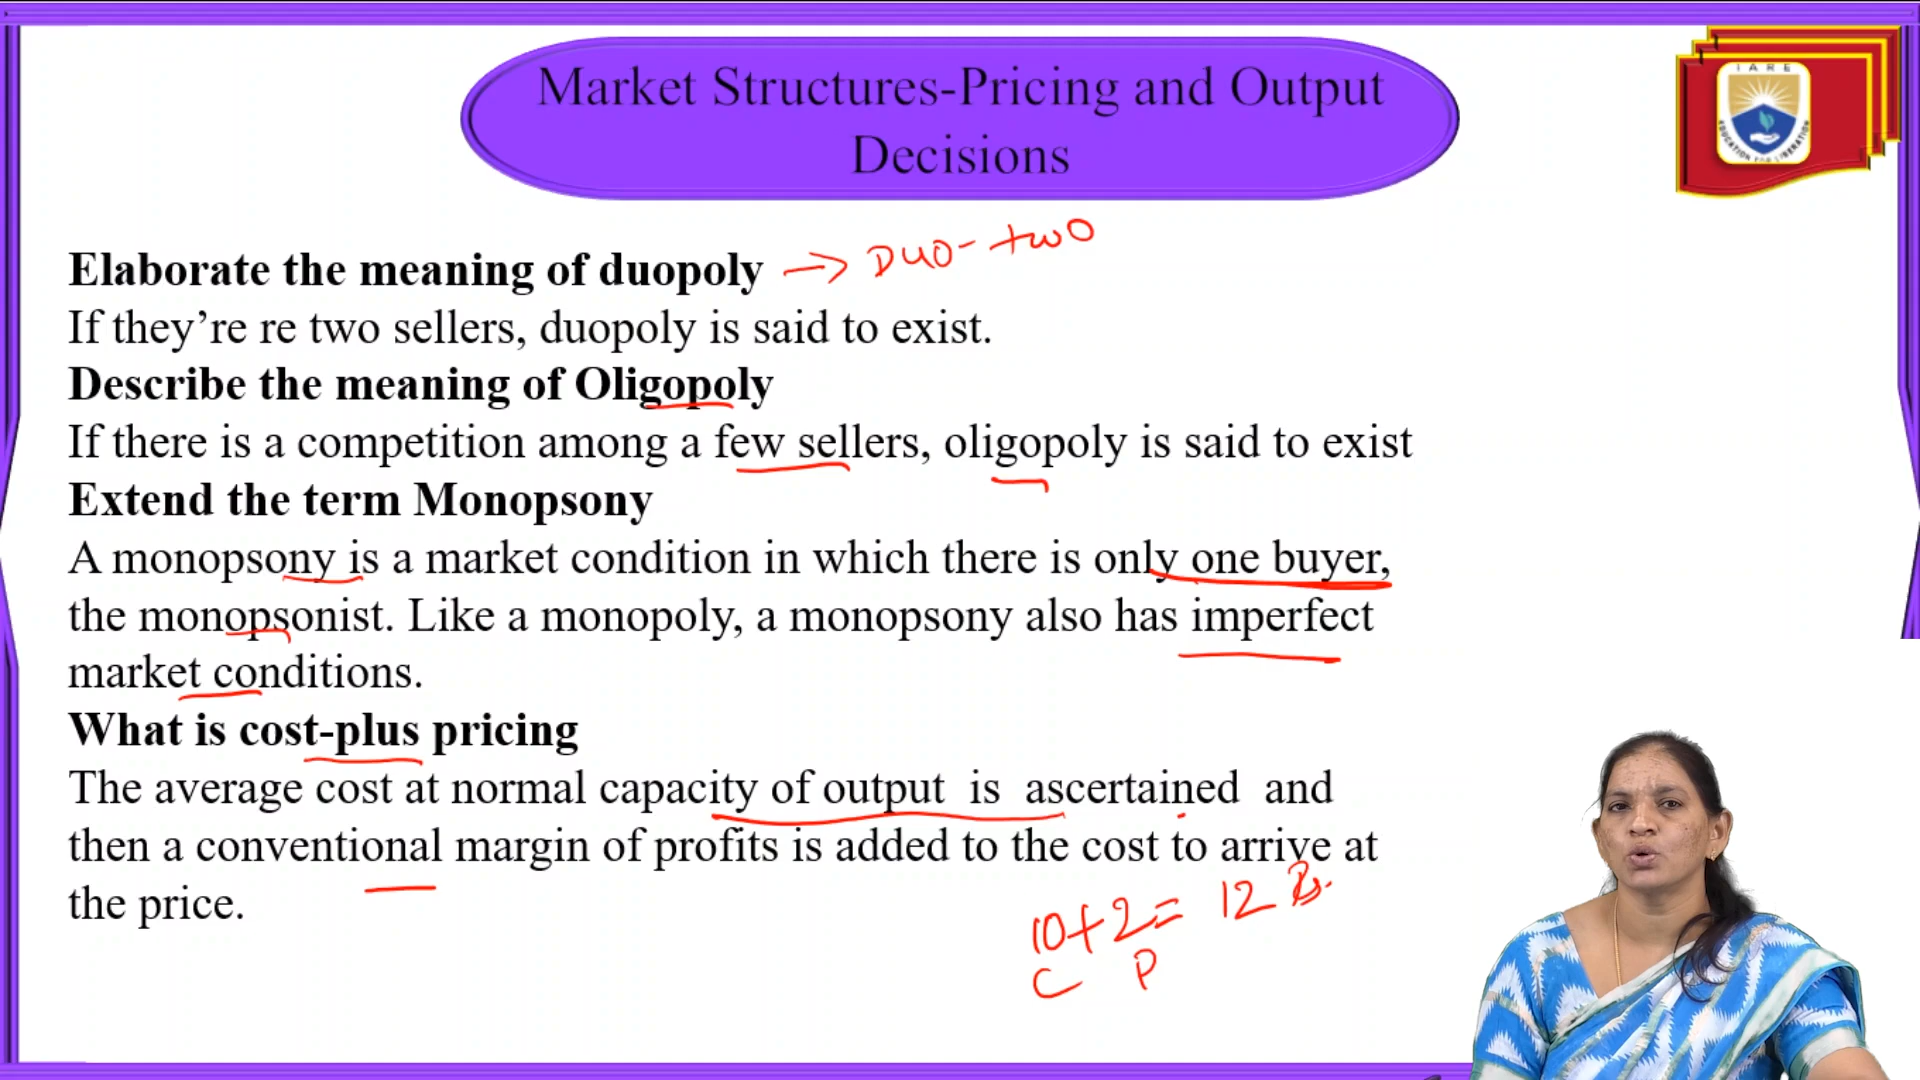 Market Structures-Pricing and Output
Decisions
IARE
EDUCATION FOR LIBERATION
Elaborate the meaning of duopoly → Duo- two
If they’re re two sellers, duopoly is said to exist.
Describe the meaning of Oligopoly
If there is a competition among a few sellers, oligopoly is said to exist
Extend the term Monopsony
A monopsony is a market condition in which there is only one buyer,
the monopsonist. Like a monopoly, a monopsony also has imperfect
market conditions.
What is cost-plus pricing
The average cost at normal capacity of output is ascertained and
then a conventional margin of profits is added to the cost to arrive at
the price.
10+2= 12 Rs.
C P